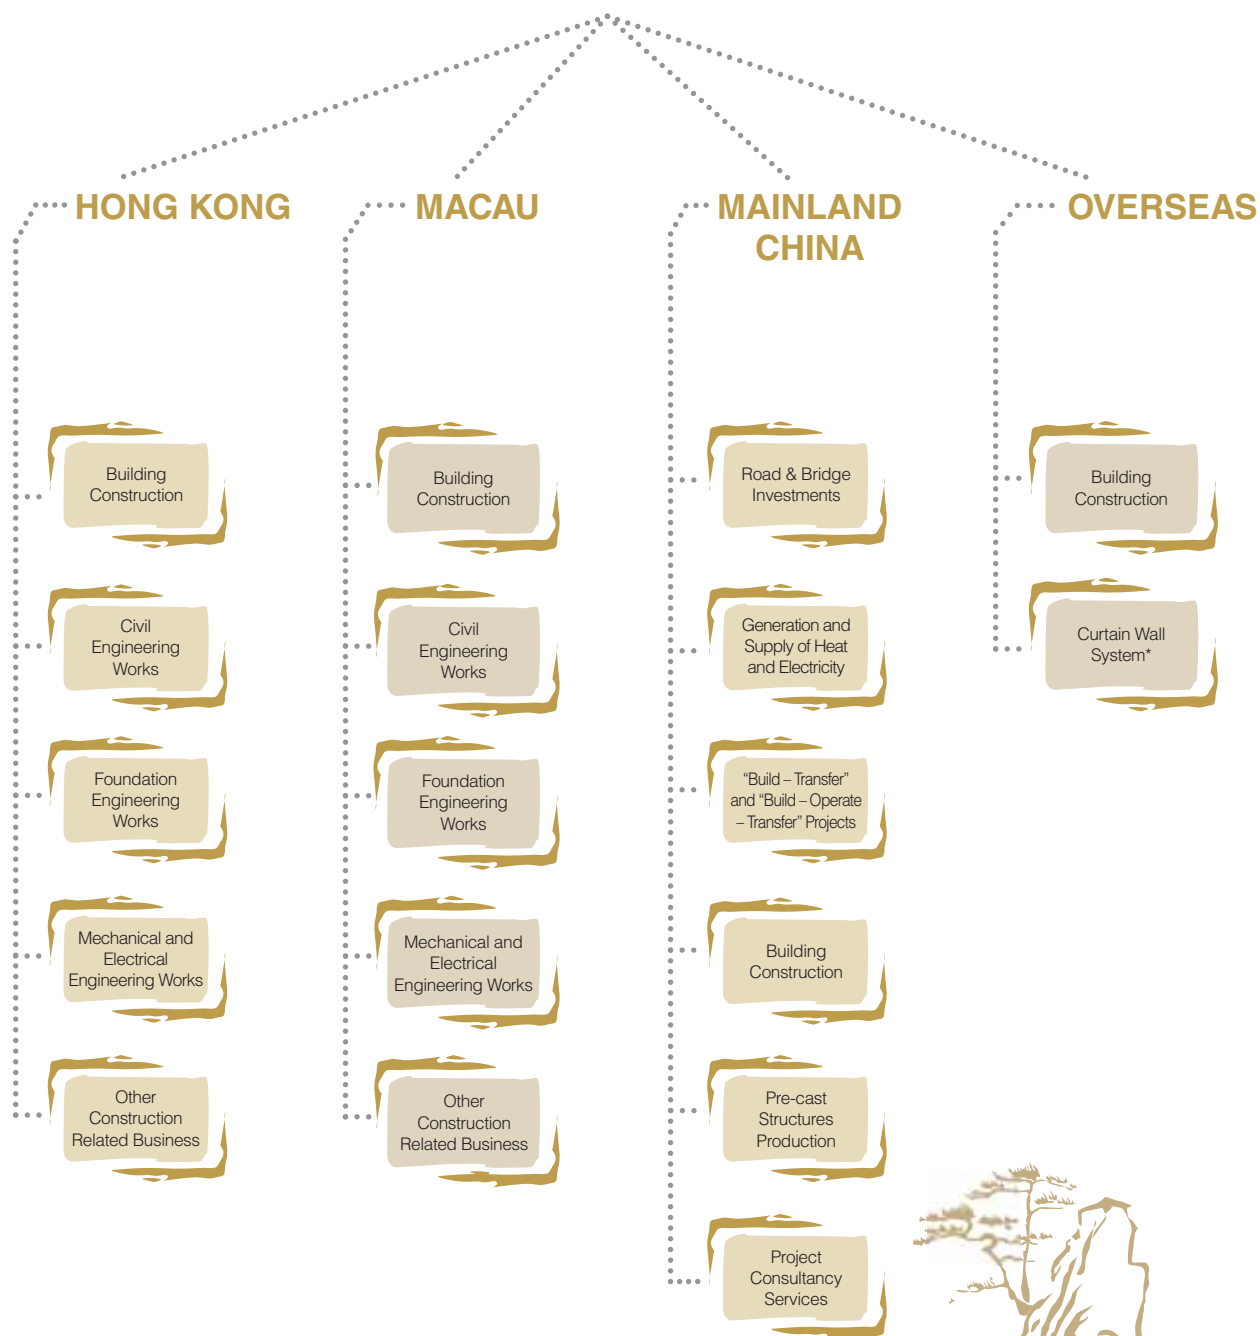 HONG KONG
Building
Construction
Civil
Engineering
Works
Foundation
Engineering
Works
Mechanical and
Electrical
Engineering Works
Other
Construction
Related Business
MACAU
Building
Construction
Civil
Engineering
Works
Foundation
Engineering
Works
Mechanical and
Electrical
Engineering Works
Other
Construction
Related Business
MAINLAND
CHINA
Road & Bridge
Investments
Generation and
Supply of Heat
and Electricity
“Build – Transfer”
and “Build – Operate
– Transfer” Projects
Building
Construction
Pre-cast
Structures
Production
Project
Consultancy
Services
OVERSEAS
Building
Construction
Curtain Wall
System*